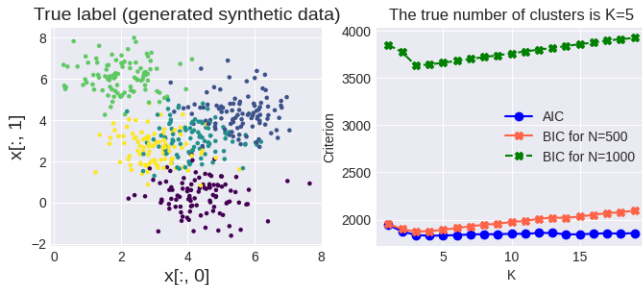 True label (generated synthetic data)
8
6
4
2
0
−2
x[:, 1]
0
2
4
6
8
x[:, 0]
The true number of clusters is K=5
4000
3500
3000
2500
2000
Criterion
AIC
BIC for N=500
BIC for N=1000
5
10
15
K